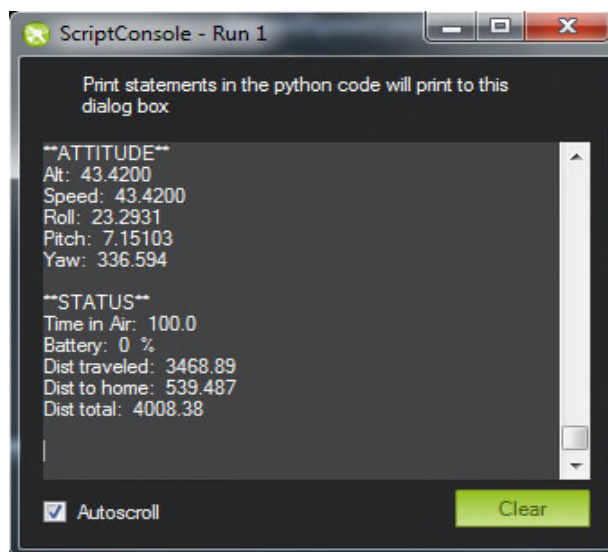 ScriptConsole - Run 1
Print statements in the python code will print to this
dialog box
**ATTITUDE**
Alt: 43.4200
Speed: 43.4200
Roll: 23.2931
Pitch: 7.15103
Yaw: 336.594
**STATUS**
Time in Air: 100.0
Battery: 0 %
Dist traveled: 3468.89
Dist to home: 539.487
Dist total: 4008.38
Autoscroll
Clear